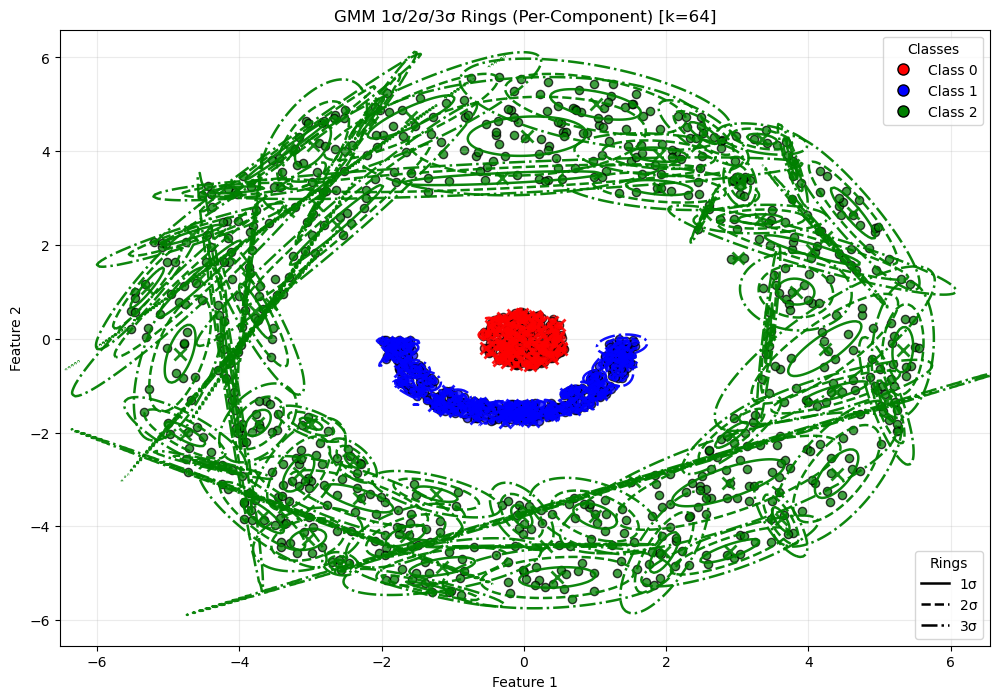 GMM 1σ/2σ/3σ Rings (Per-Component) [k=64]
Classes
Class 0
Class 1
Class 2
6
4
2
0
−2
−4
−6
Feature 2
Rings
1σ
2σ
3σ
−6 −4 −2 0 2 4 6
Feature 1